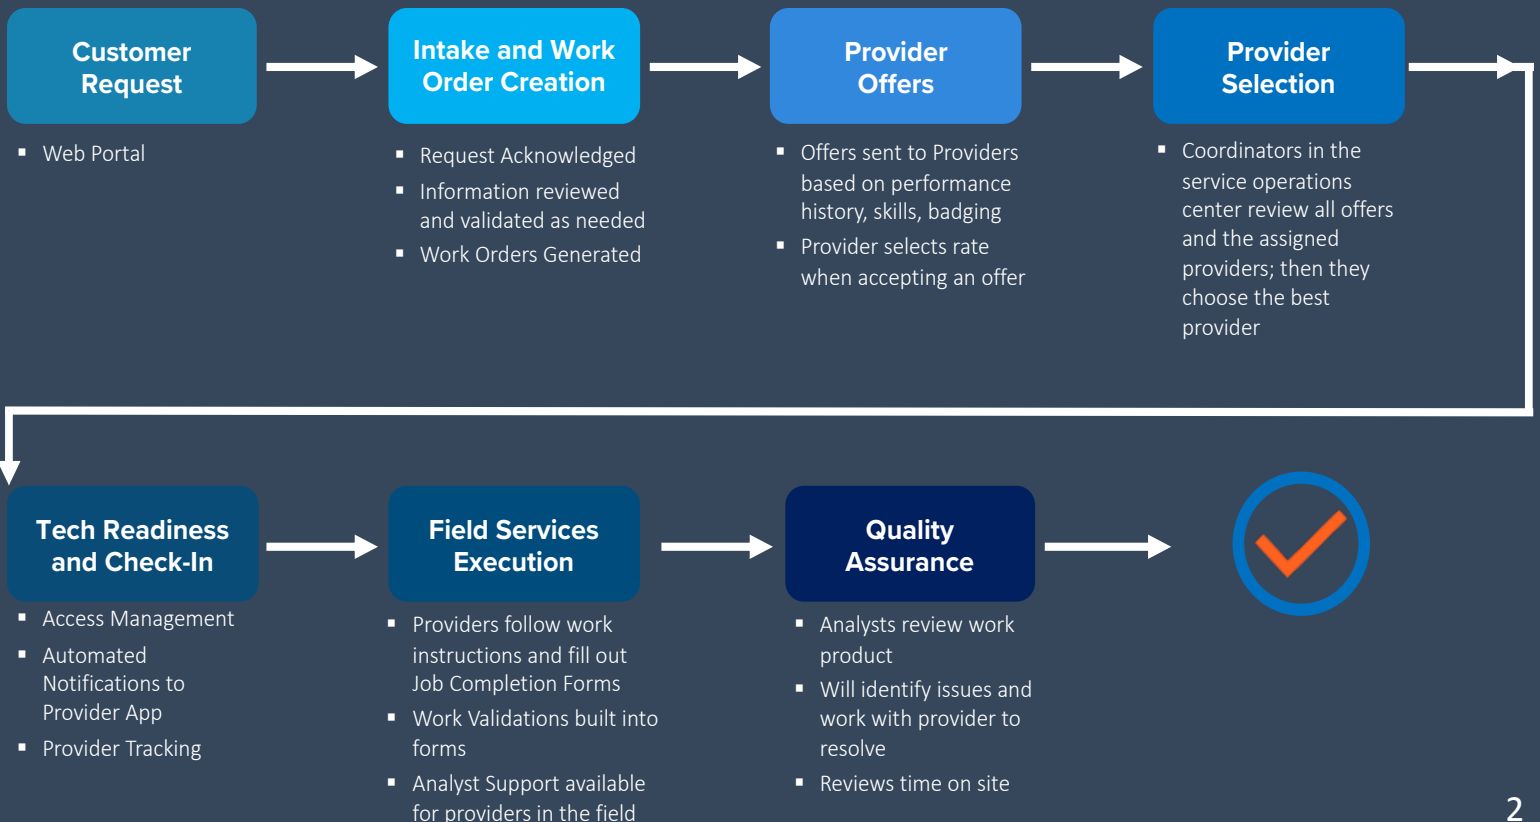 Customer
Request
Intake and Work
Order Creation
Provider
Offers
Provider
Selection
▪ Web Portal
▪ Request Acknowledged
▪ Information reviewed
and validated as needed
▪ Work Orders Generated
▪ Offers sent to Providers
based on performance
history, skills, badging
▪ Provider selects rate
when accepting an offer
▪ Coordinators in the
service operations
center review all offers
and the assigned
providers; then they
choose the best
provider
Tech Readiness
and Check-In
Field Services
Execution
Quality
Assurance
▪ Access Management
▪ Automated
Notifications to
Provider App
▪ Provider Tracking
▪ Providers follow work
instructions and fill out
Job Completion Forms
▪ Work Validations built into
forms
▪ Analyst Support available
for providers in the field
▪ Analysts review work
product
▪ Will identify issues and
work with provider to
resolve
▪ Reviews time on site
2